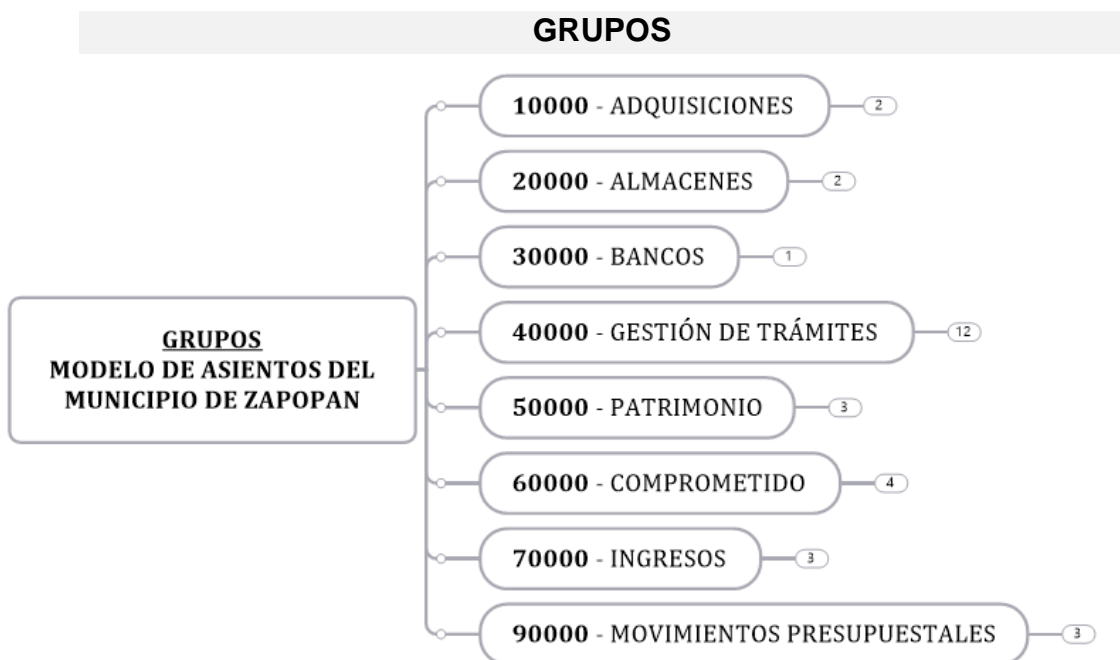 GRUPOS
GRUPOS
MODELO DE ASIENTOS DEL
MUNICIPIO DE ZAPOPAN
10000 - ADQUISICIONES
2
20000 - ALMACENES
2
30000 - BANCOS
1
40000 - GESTIÓN DE TRÁMITES
12
50000 - PATRIMONIO
3
60000 - COMPROMETIDO
4
70000 - INGRESOS
3
90000 - MOVIMIENTOS PRESUPUESTALES
3